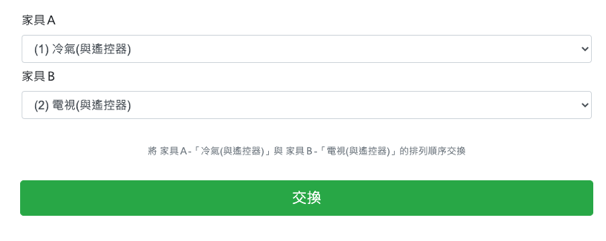 家具A
(1) 冷氣(與遙控器)
家具B
(2) 電視(與遙控器)
將 家具A-「冷氣(與遙控器)」與 家具B-「電視(與遙控器)」的排列順序交換
交換